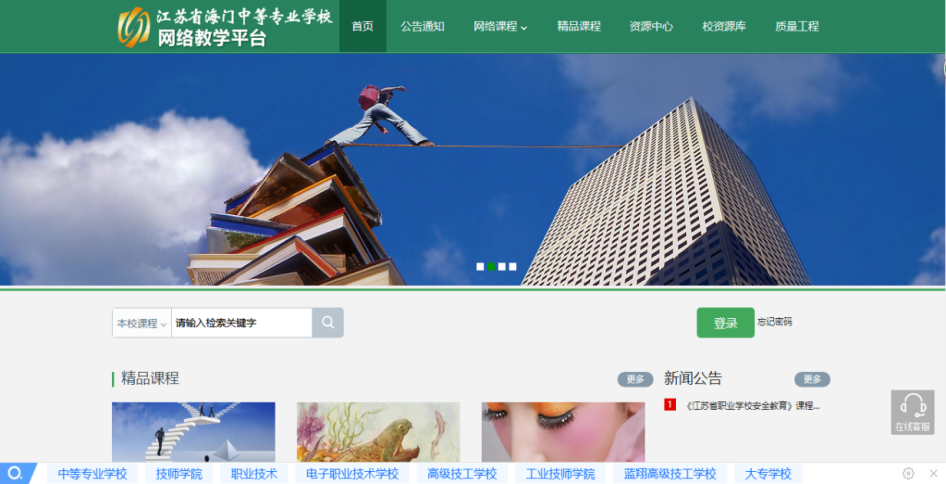 江苏省海门中等专业学校
网络教学平台
首页 公告通知 网络课程 精品课程 资源中心 校资源库 质量工程
本校课程 请输入检索关键字 登录 忘记密码
精品课程 更多 新闻公告 更多
1 《江苏省职业学校安全教育》课程...
在线客服
中等专业学校 技师学院 职业技术 电子职业技术学校 高级技工学校 工业技师学院 蓝翔高级技工学校 大专学校